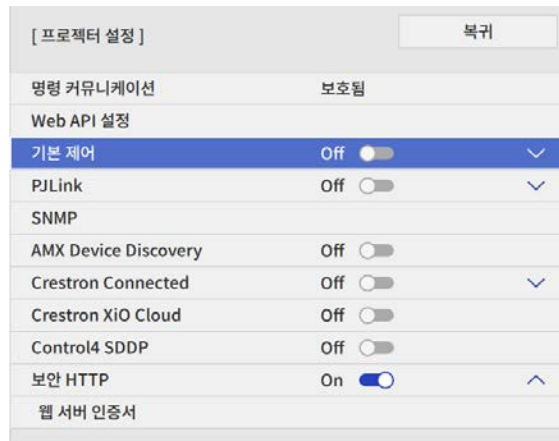 [ 프로젝터 설정 ] 복귀
명령 커뮤니케이션 보호됨
Web API 설정
기본 제어 Off
PJLink Off
SNMP
AMX Device Discovery Off
Crestron Connected Off
Crestron XiO Cloud Off
Control4 SDDP Off
보안 HTTP On
웹 서버 인증서